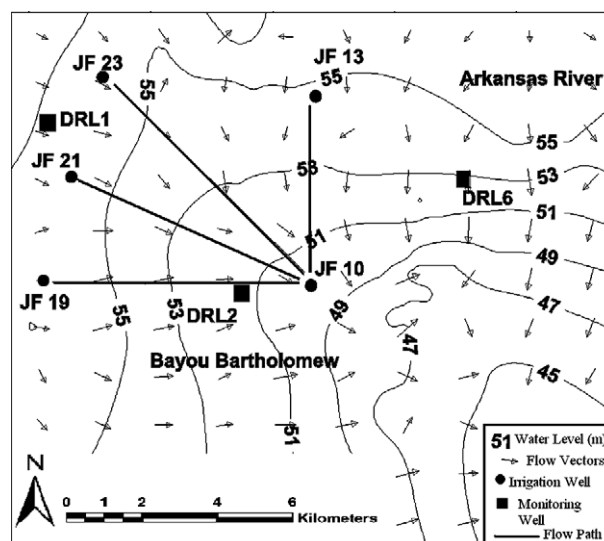 JF 23
JF 13
55
55
Arkansas River
DRL1
55
JF 21
53
53
DRL6
51
51
JF 10
49
JF 19
DRL2
49
47
55
53
47
Bayou Bartholomew
45
51
51 Water Level (m)
Flow Vectors
Irrigation Well
Monitoring
Well
Flow Path
N
0 1 2 4 6
Kilometers